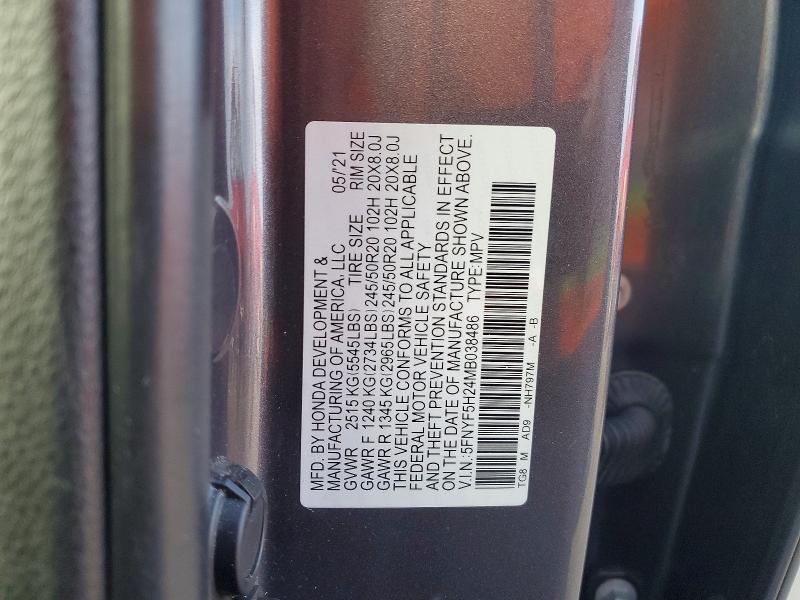 MFD. BY HONDA DEVELOPMENT &
MANUFACTURING OF AMERICA, LLC 05/'21
GVWR 2515 KG(5545LBS) TIRE SIZE RIM SIZE
GAWR F 1240 KG(2734LBS)245/50R20 102H 20X8.0J
GAWR R 1345 KG(2965LBS)245/50R20 102H 20X8.0J
THIS VEHICLE CONFORMS TO ALL APPLICABLE
FEDERAL MOTOR VEHICLE SAFETY
AND THEFT PREVENTION STANDARDS IN EFFECT
ON THE DATE OF MANUFACTURE SHOWN ABOVE.
V.I.N.:5FNYF5H24MB038486 TYPE:MPV
TG8 M AD9 -NH797M -A -B